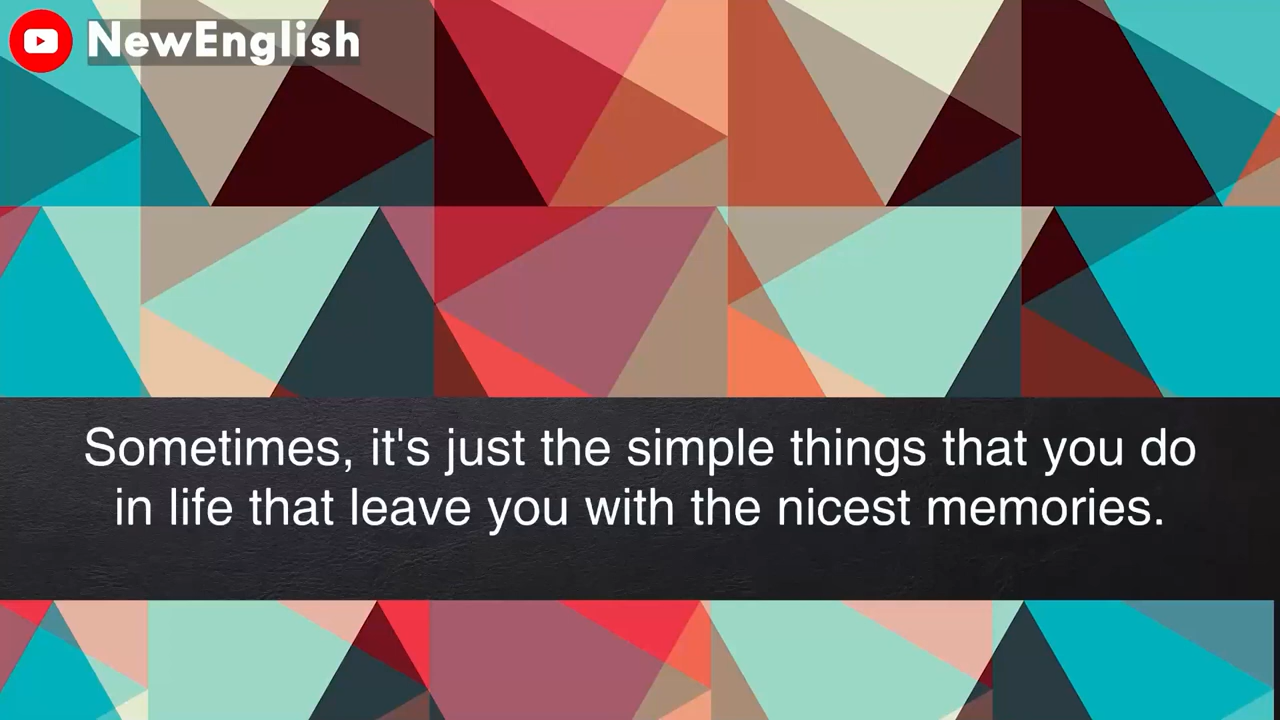 NewEnglish
Sometimes, it's just the simple things that you do
in life that leave you with the nicest memories.